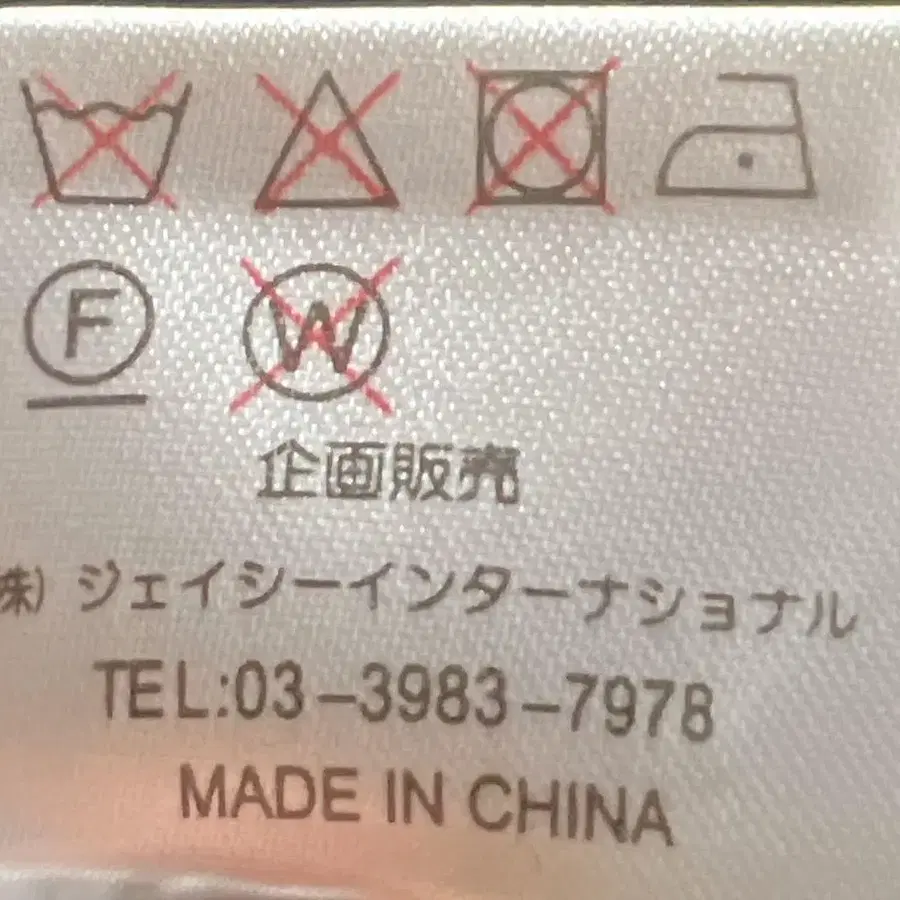 F W
企画販売
株) ジェイシーインターナショナル
TEL:03-3983-7978
MADE IN CHINA